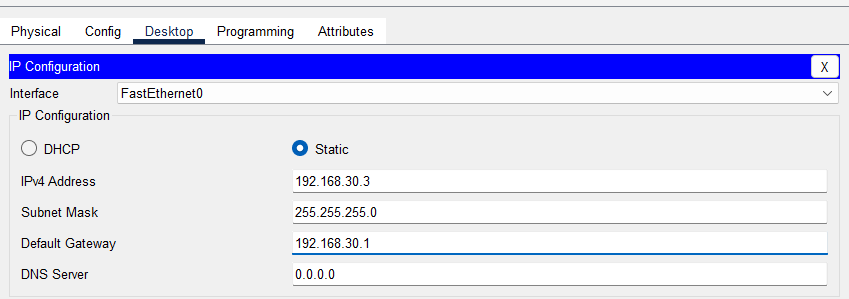 Physical Config Desktop Programming Attributes
IP Configuration X
Interface FastEthernet0
IP Configuration
DHCP Static
IPv4 Address 192.168.30.3
Subnet Mask 255.255.255.0
Default Gateway 192.168.30.1
DNS Server 0.0.0.0